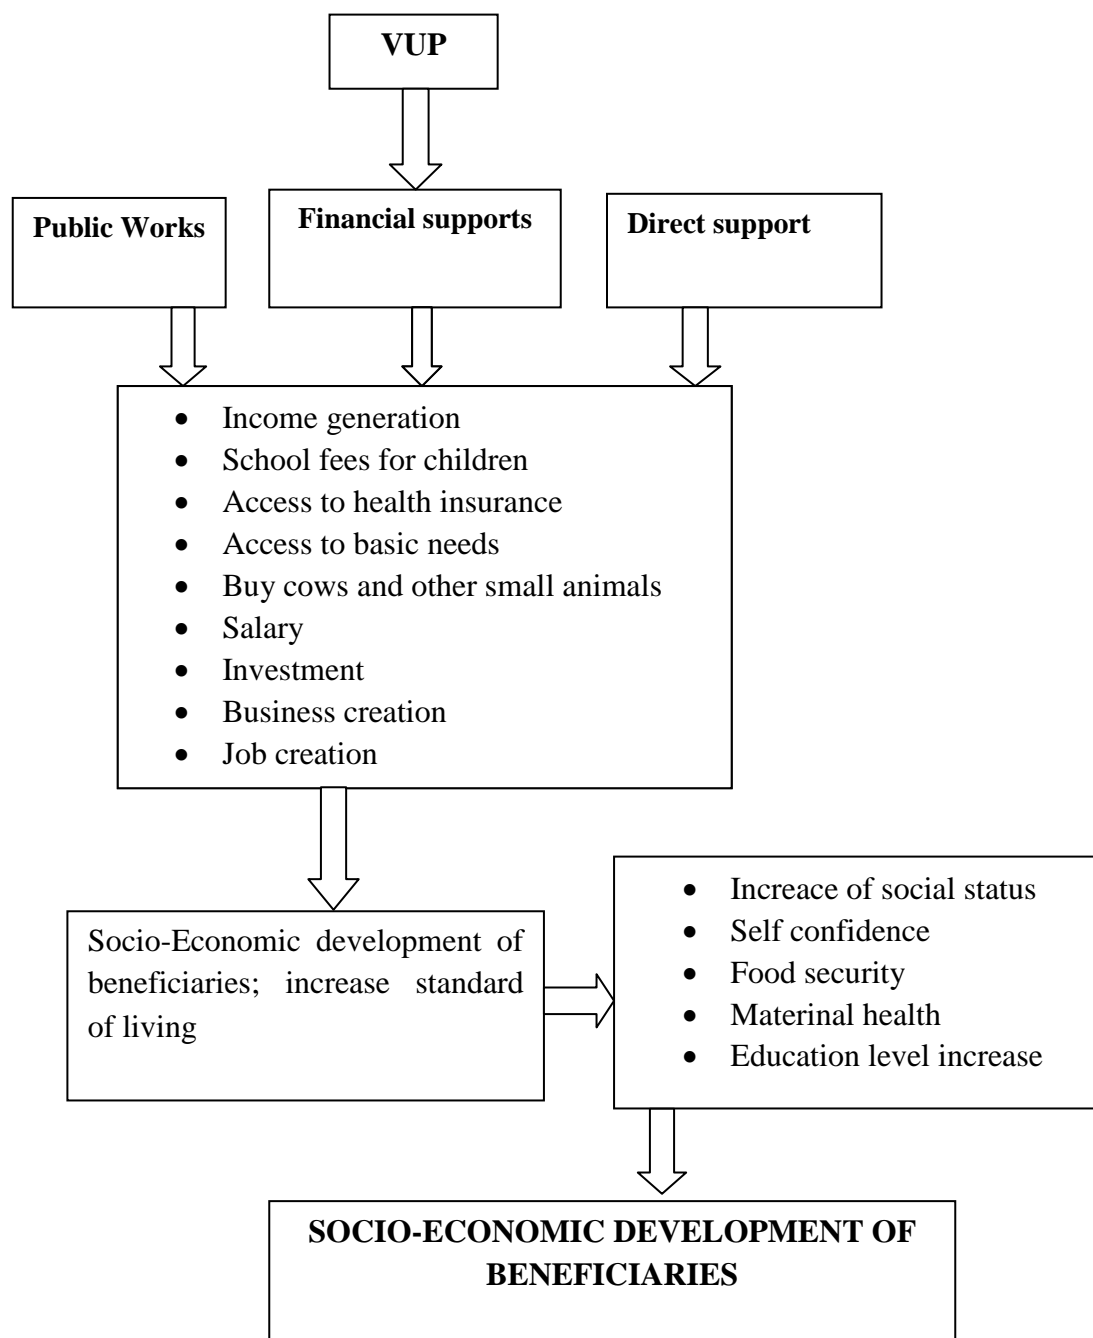 VUP
Public Works
Financial supports
Direct support
• Income generation
• School fees for children
• Access to health insurance
• Access to basic needs
• Buy cows and other small animals
• Salary
• Investment
• Business creation
• Job creation
Socio-Economic development of
beneficiaries; increase standard
of living
• Increace of social status
• Self confidence
• Food security
• Materinal health
• Education level increase
SOCIO-ECONOMIC DEVELOPMENT OF
BENEFICIARIES